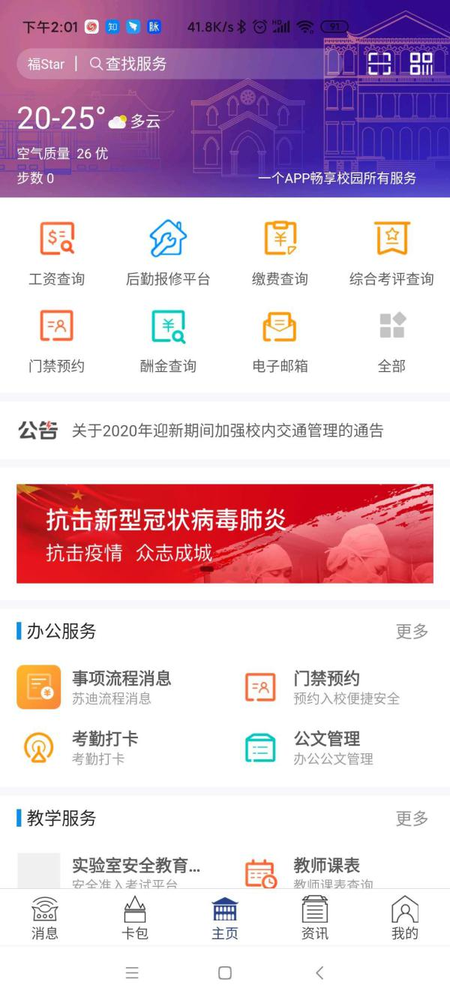 下午2:01 知 脉 41.8K/s HD 91
福Star | 查找服务
20-25° 多云
空气质量 26 优
步数 0 一个APP畅享校园所有服务
工资查询 后勤报修平台 缴费查询 综合考评查询
门禁预约 酬金查询 电子邮箱 全部
公告 关于2020年迎新期间加强校内交通管理的通告
抗击新型冠状病毒肺炎
抗击疫情 众志成城
办公服务 更多
事项流程消息 门禁预约
苏迪流程消息 预约入校便捷安全
考勤打卡 公文管理
考勤打卡 办公公文管理
教学服务 更多
实验室安全教育... 教师课表
安全准入考试平台 教师课表查询
消息 卡包 主页 资讯 我的